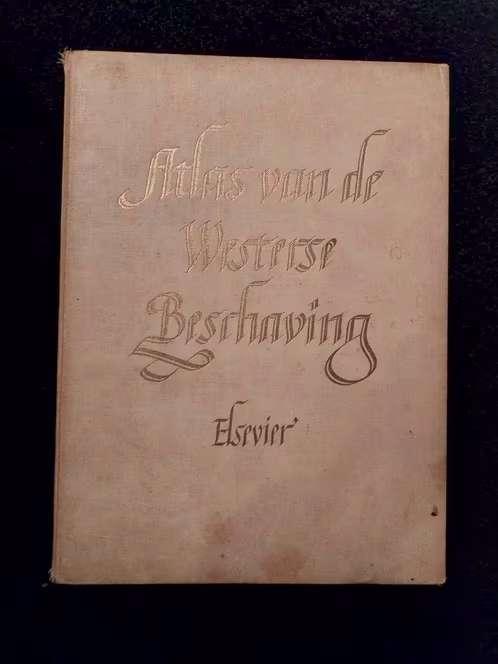 Atlas van de
Westerse
Beschaving
Elsevier